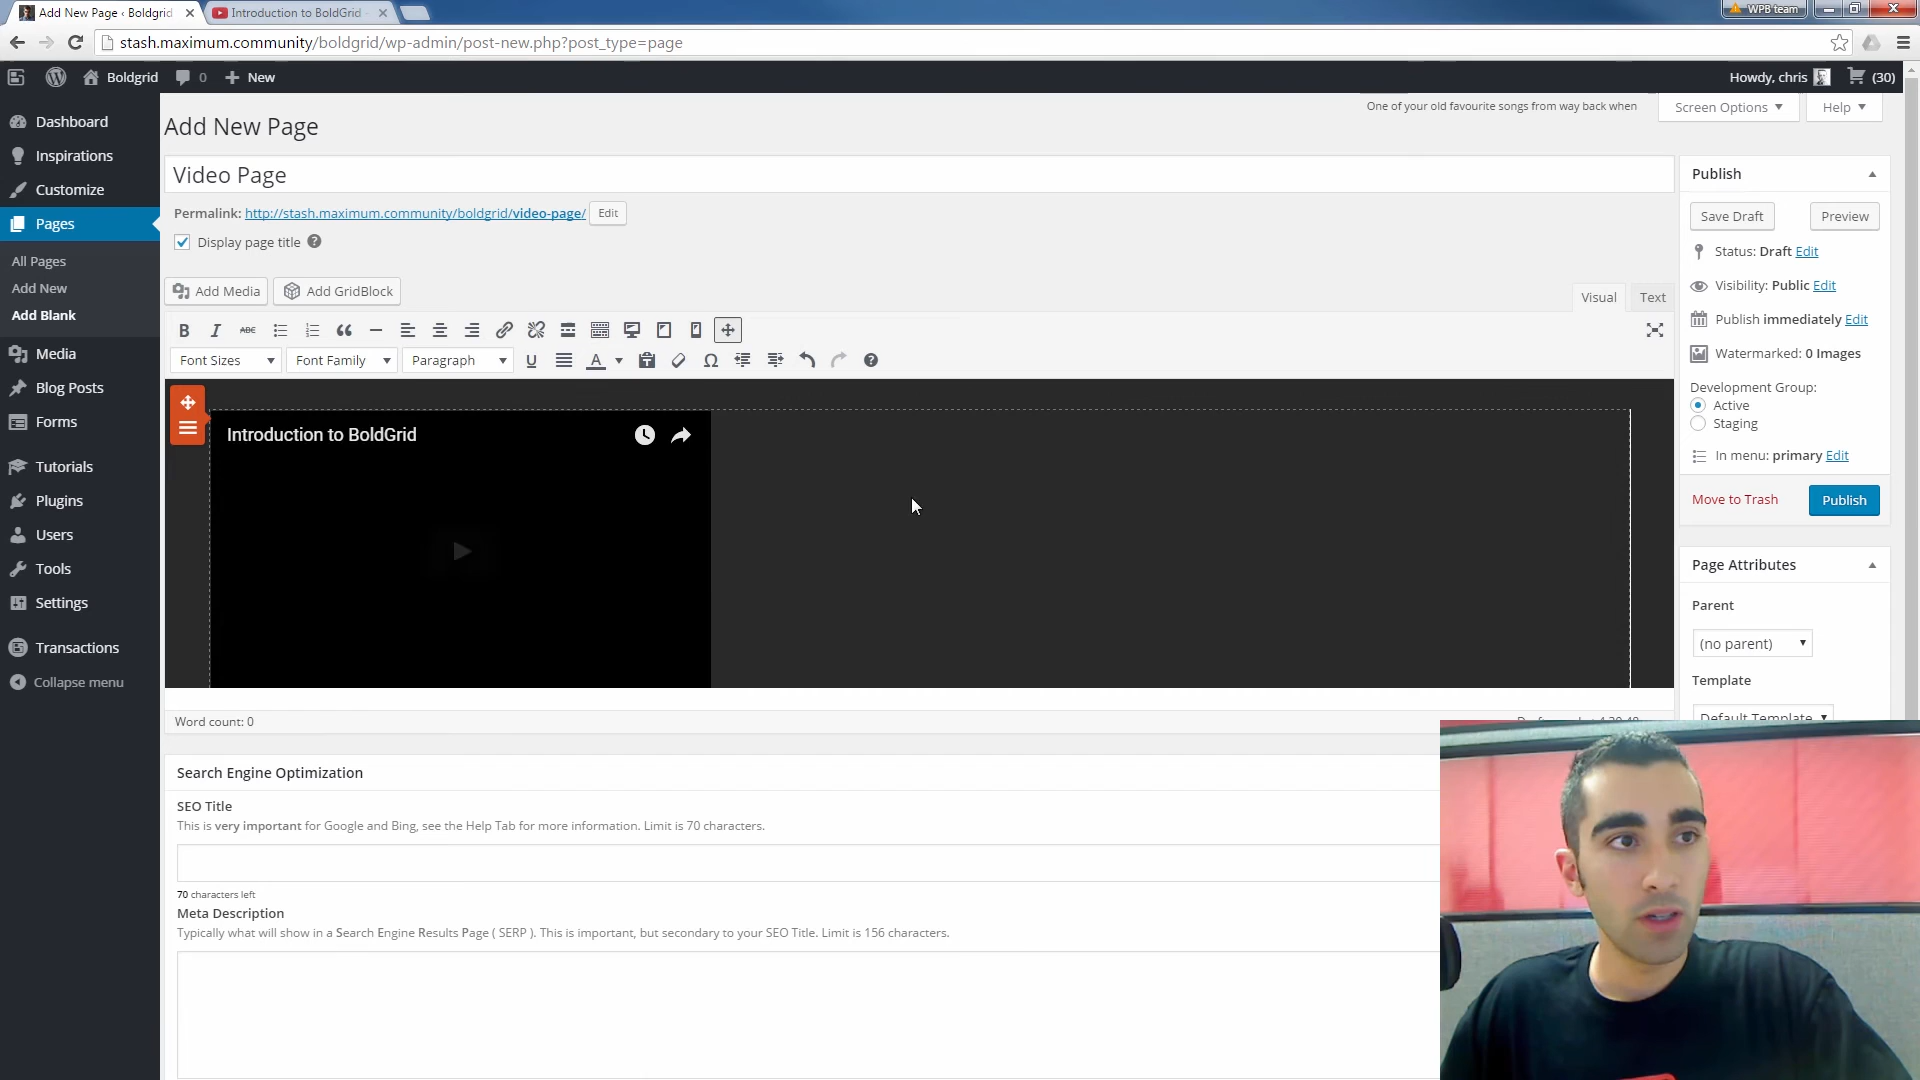 Add New Page ‹ Boldgrid
Introduction to BoldGrid
WPB team
stash.maximum.community/boldgrid/wp-admin/post-new.php?post_type=page
Boldgrid
0
New
Howdy, chris
(30)
One of your old favourite songs from way back when
Screen Options
Help
Dashboard
Inspirations
Customize
Pages
All Pages
Add New
Add Blank
Media
Blog Posts
Forms
Tutorials
Plugins
Users
Tools
Settings
Transactions
Collapse menu
Add New Page
Video Page
Permalink: http://stash.maximum.community/boldgrid/video-page/ Edit
Display page title
Add Media
Add GridBlock
Visual
Text
B I ABC
Font Sizes
Font Family
Paragraph
U A Ω
Introduction to BoldGrid
Word count: 0
Search Engine Optimization
SEO Title
This is very important for Google and Bing, see the Help Tab for more information. Limit is 70 characters.
70 characters left
Meta Description
Typically what will show in a Search Engine Results Page ( SERP ). This is important, but secondary to your SEO Title. Limit is 156 characters.
Publish
Save Draft
Preview
Status: Draft Edit
Visibility: Public Edit
Publish immediately Edit
Watermarked: 0 Images
Development Group:
Active
Staging
In menu: primary Edit
Move to Trash
Publish
Page Attributes
Parent
(no parent)
Template
Default Template